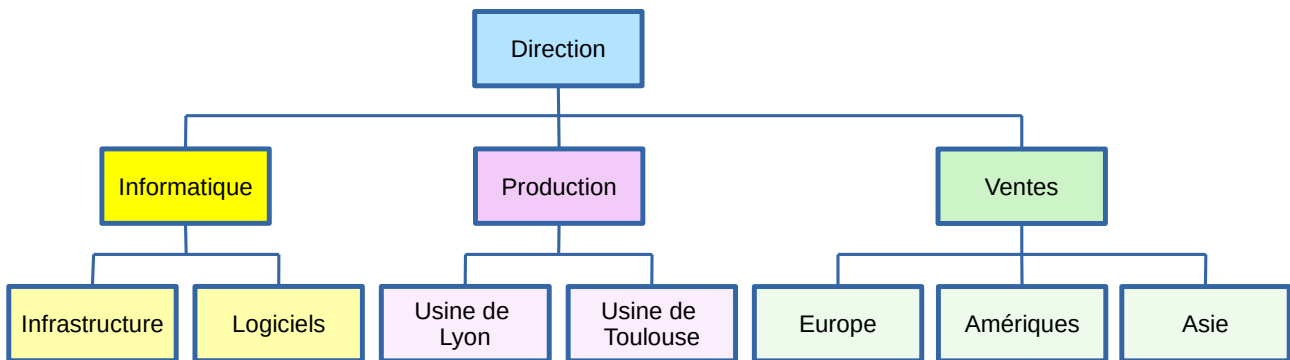 Direction
Informatique
Production
Ventes
Infrastructure
Logiciels
Usine de
Lyon
Usine de
Toulouse
Europe
Amériques
Asie